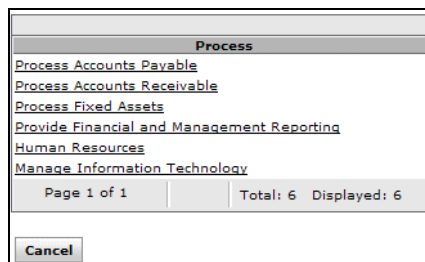 Process
Process Accounts Payable
Process Accounts Receivable
Process Fixed Assets
Provide Financial and Management Reporting
Human Resources
Manage Information Technology
Page 1 of 1 Total: 6 Displayed: 6
Cancel